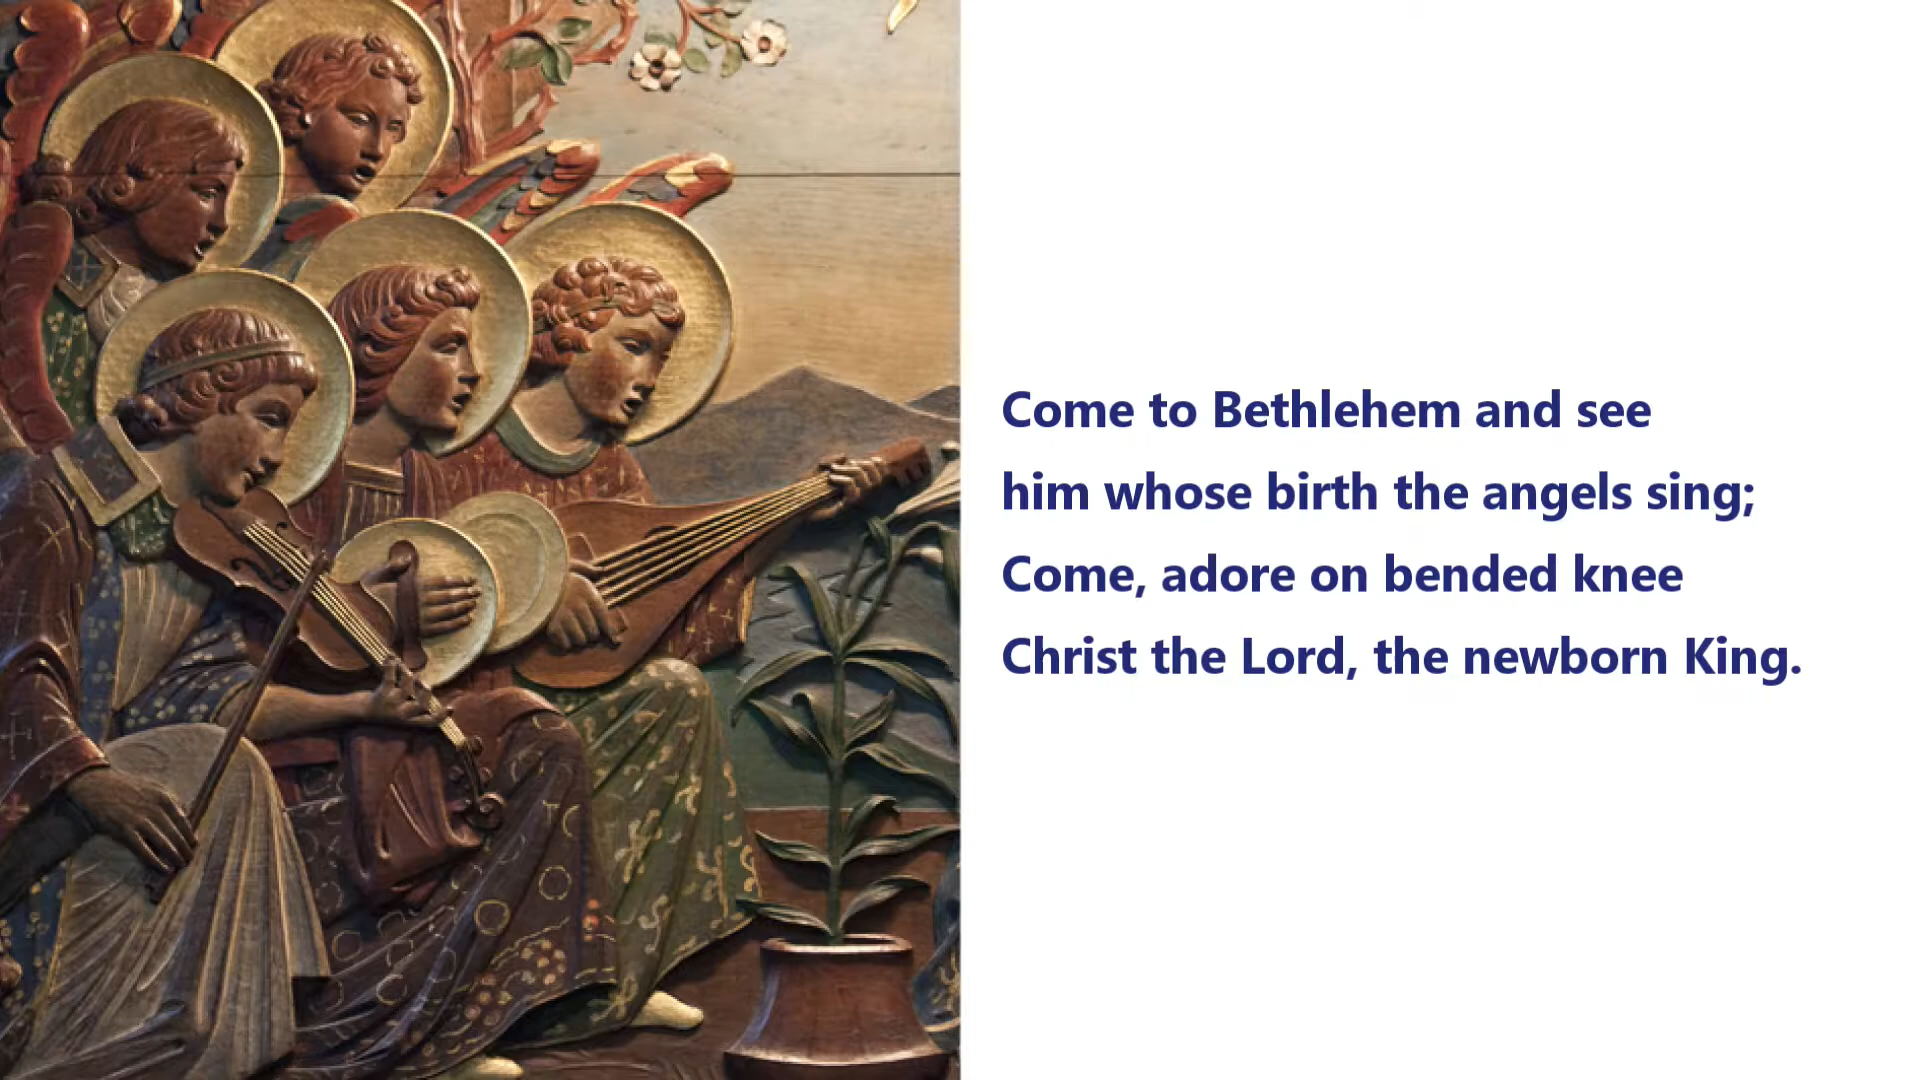 Come to Bethlehem and see
him whose birth the angels sing;
Come, adore on bended knee
Christ the Lord, the newborn King.